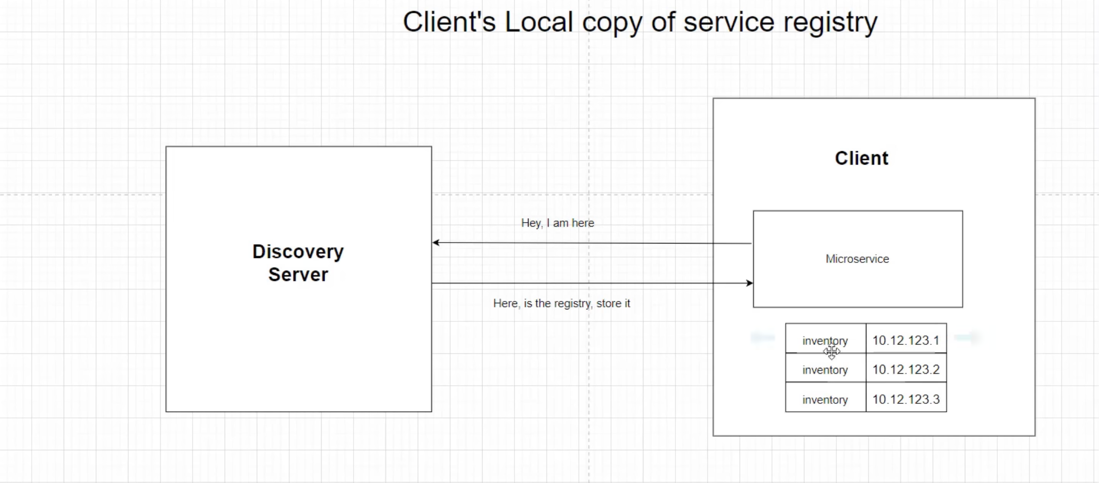 Client's Local copy of service registry
Client
Hey, I am here
Discovery
Server
Microservice
Here, is the registry, store it
inventory 10.12.123.1
inventory 10.12.123.2
inventory 10.12.123.3